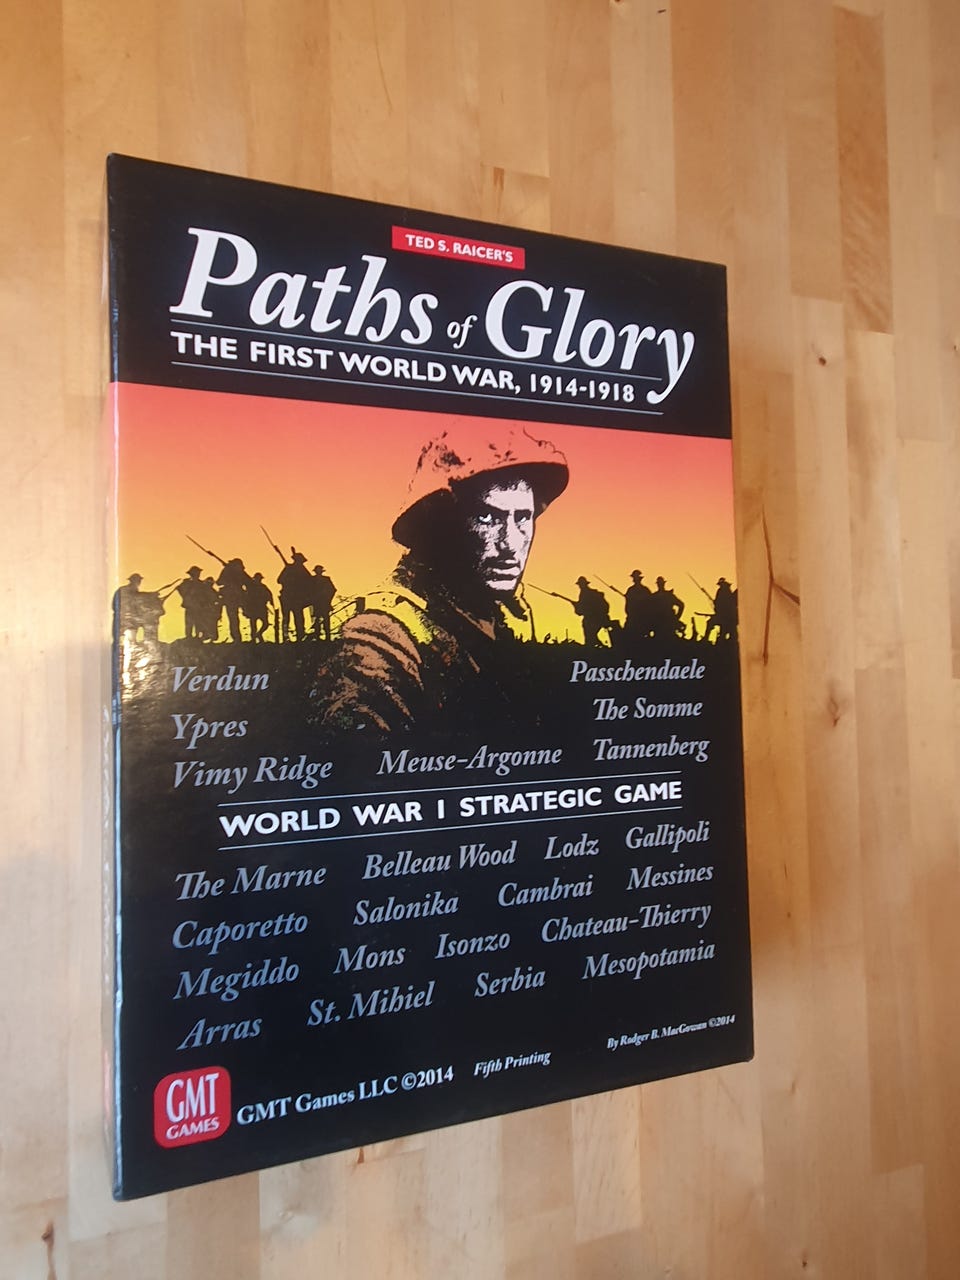 TED S. RAICER'S
Paths of Glory
THE FIRST WORLD WAR, 1914-1918
Verdun Passchendaele
Ypres The Somme
Vimy Ridge Meuse-Argonne Tannenberg
WORLD WAR I STRATEGIC GAME
The Marne Belleau Wood Lodz Gallipoli
Caporetto Salonika Cambrai Messines
Megiddo Mons Isonzo Chateau-Thierry
Arras St. Mihiel Serbia Mesopotamia
GMT GAMES
GMT Games LLC ©2014 Fifth Printing By Rodger B. MacGowan ©2014